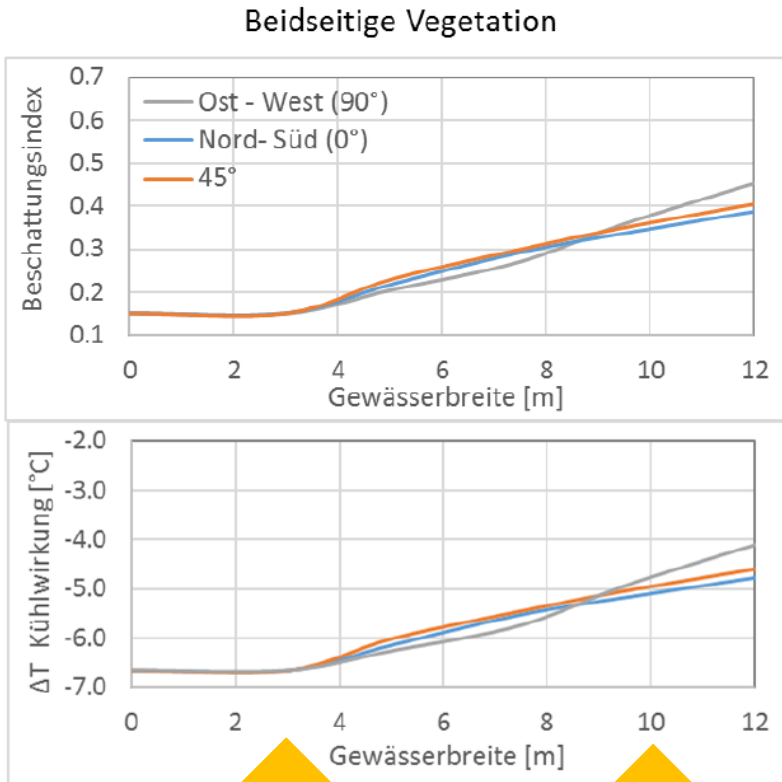 Beidseitige Vegetation
Beschattungsindex
0.7
0.6
0.5
0.4
0.3
0.2
0.1
Ost - West (90°)
Nord- Süd (0°)
45°
0 2 4 6 8 10 12
Gewässerbreite [m]
ΔT Kühlwirkung [°C]
-2.0
-3.0
-4.0
-5.0
-6.0
-7.0
0 2 4 6 8 10 12
Gewässerbreite [m]